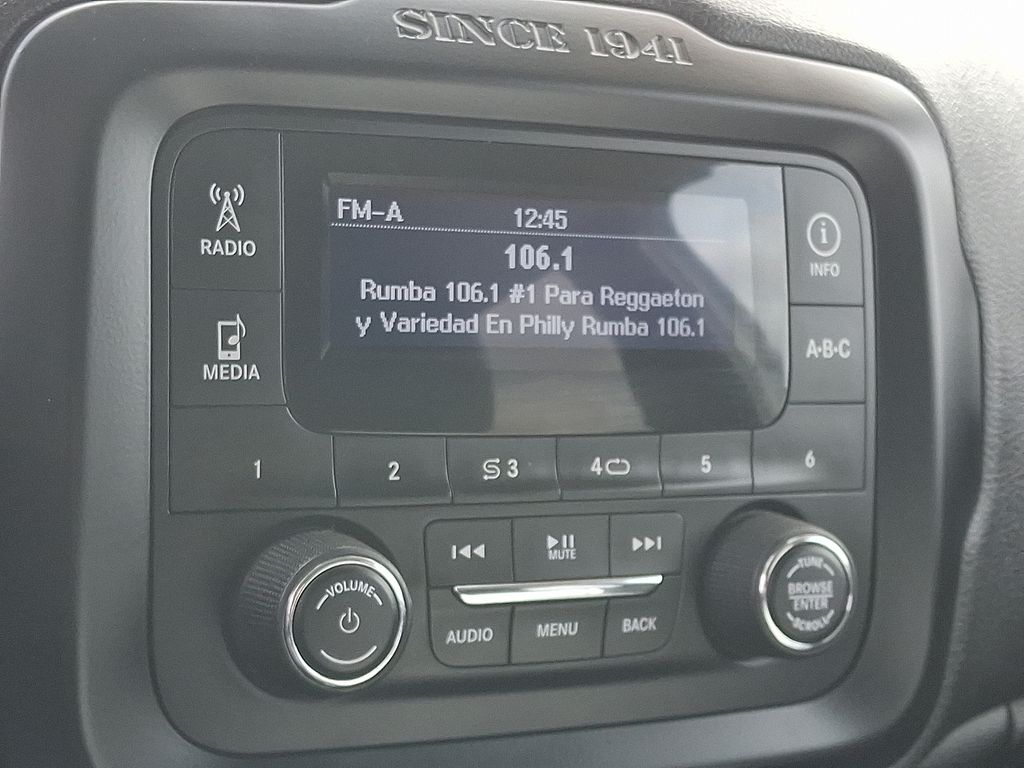 SINCE 1941
RADIO
FM-A
12:45
106.1
Rumba 106.1 #1 Para Reggaeton
y Variedad En Philly Rumba 106.1
INFO
MEDIA
A·B·C
1
2
3
4
5
6
VOLUME
MUTE
AUDIO
MENU
BACK
TUNE
BROWSE
ENTER
SCROLL